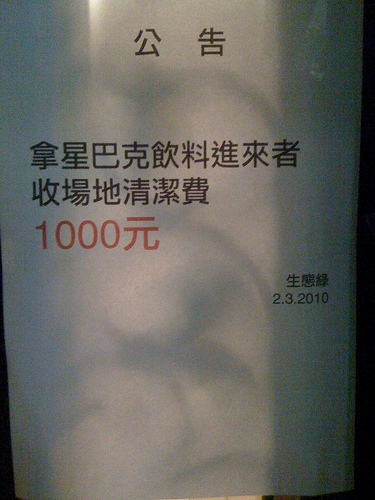 公告
拿星巴克飲料進來者
收場地清潔費
1000元
生態綠
2.3.2010